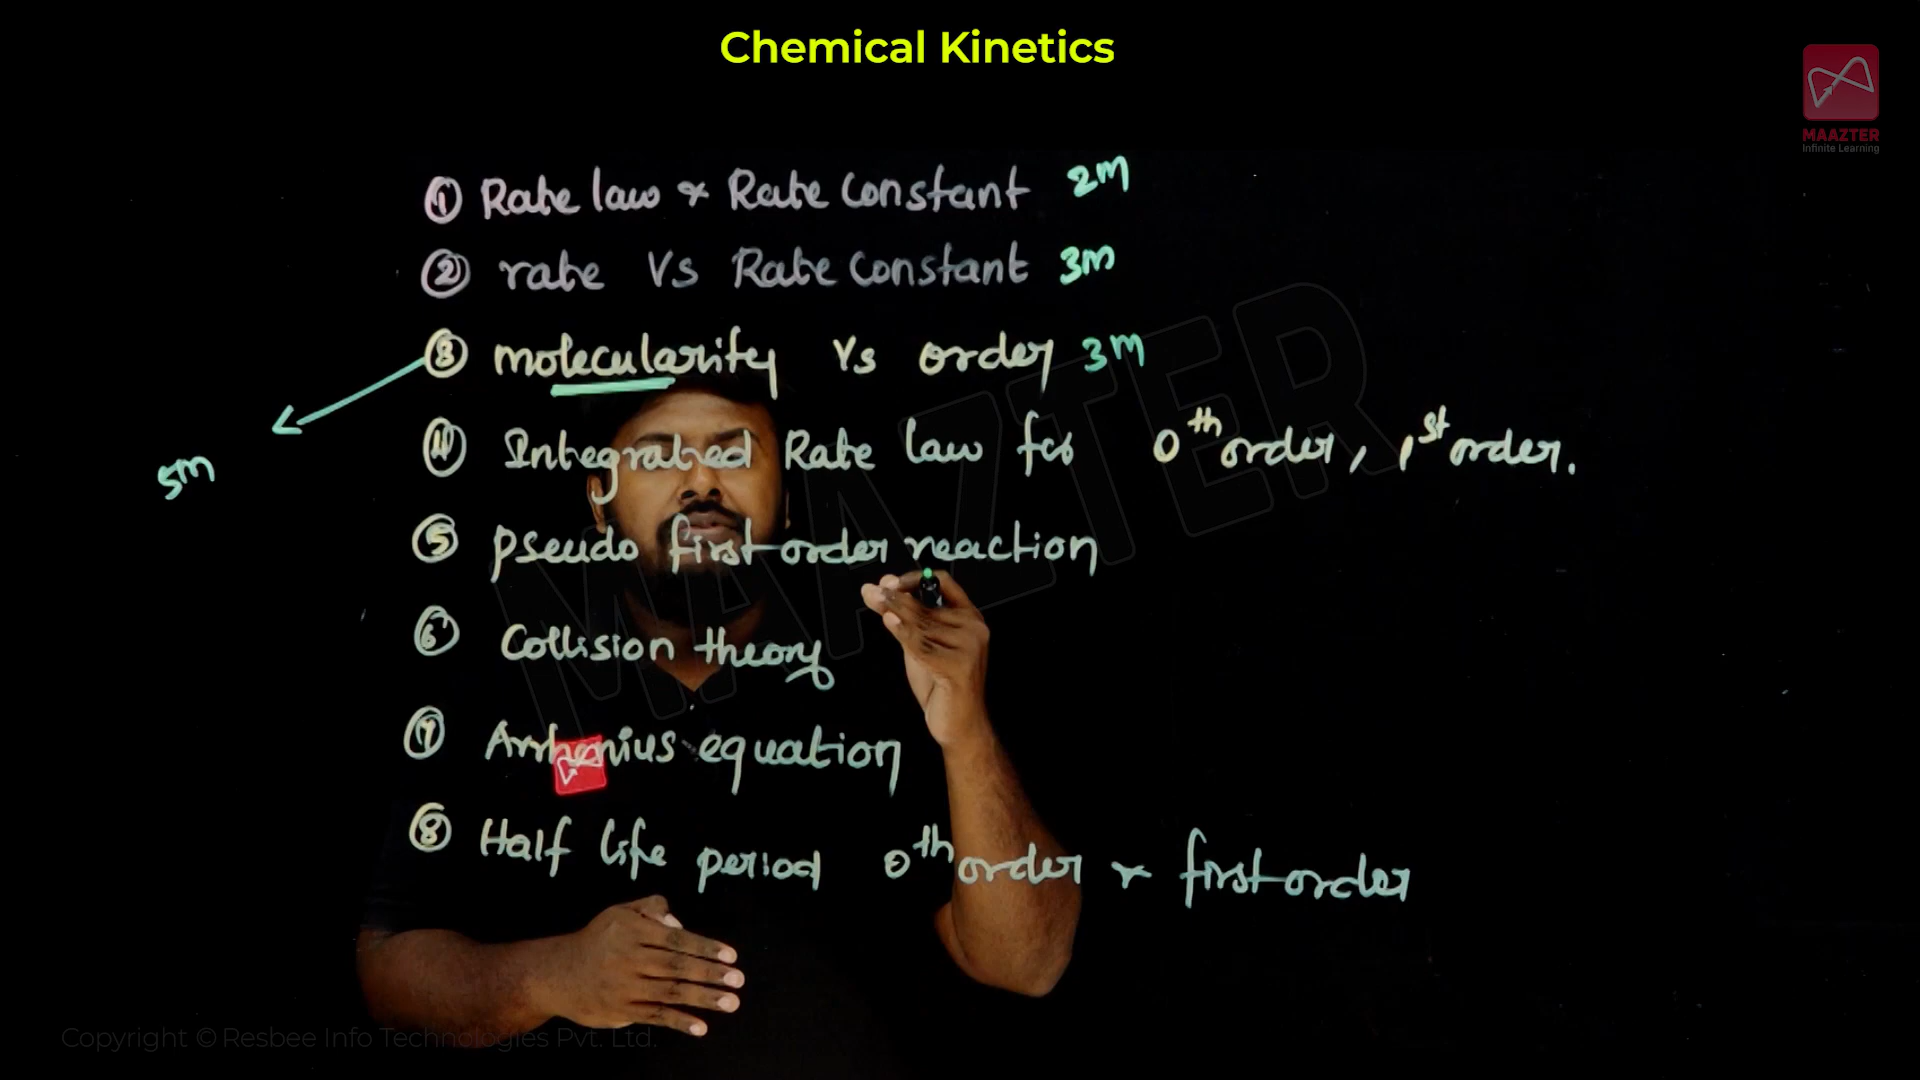 Chemical Kinetics
MAAZTER
Infinite Learning
① Rate law & Rate Constant 2M
② rate Vs Rate Constant 3M
③ molecularity Vs order 3M
5M
④ Integrated Rate law for 0th order, 1st order.
⑤ pseudo first order reaction
⑥ Collision theory
⑦ Arrhenius equation
⑧ Half life period 0th order & first order
MAAZTER
Copyright © Resbee Info Technologies Pvt. Ltd.